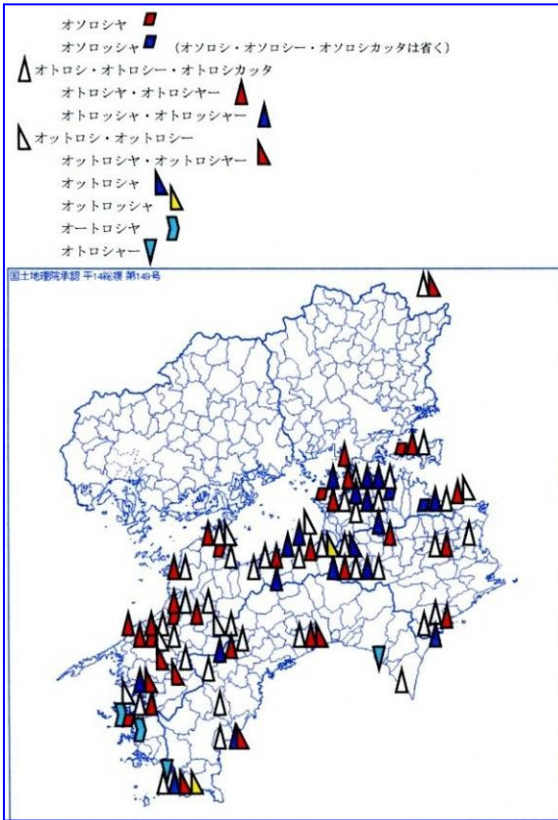 オソロシヤ
オソロッシャ （オソロシ・オソロシー・オソロシカッタは省く）
オトロシ・オトロシー・オトロシカッタ
オトロシヤ・オトロシヤー
オトロッシャ・オトロッシャー
オットロシ・オットロシー
オットロシヤ・オットロシヤー
オットロシャ
オットロッシャ
オートロシヤ
オトロシャー
国土地理院承認 平14総複 第149号